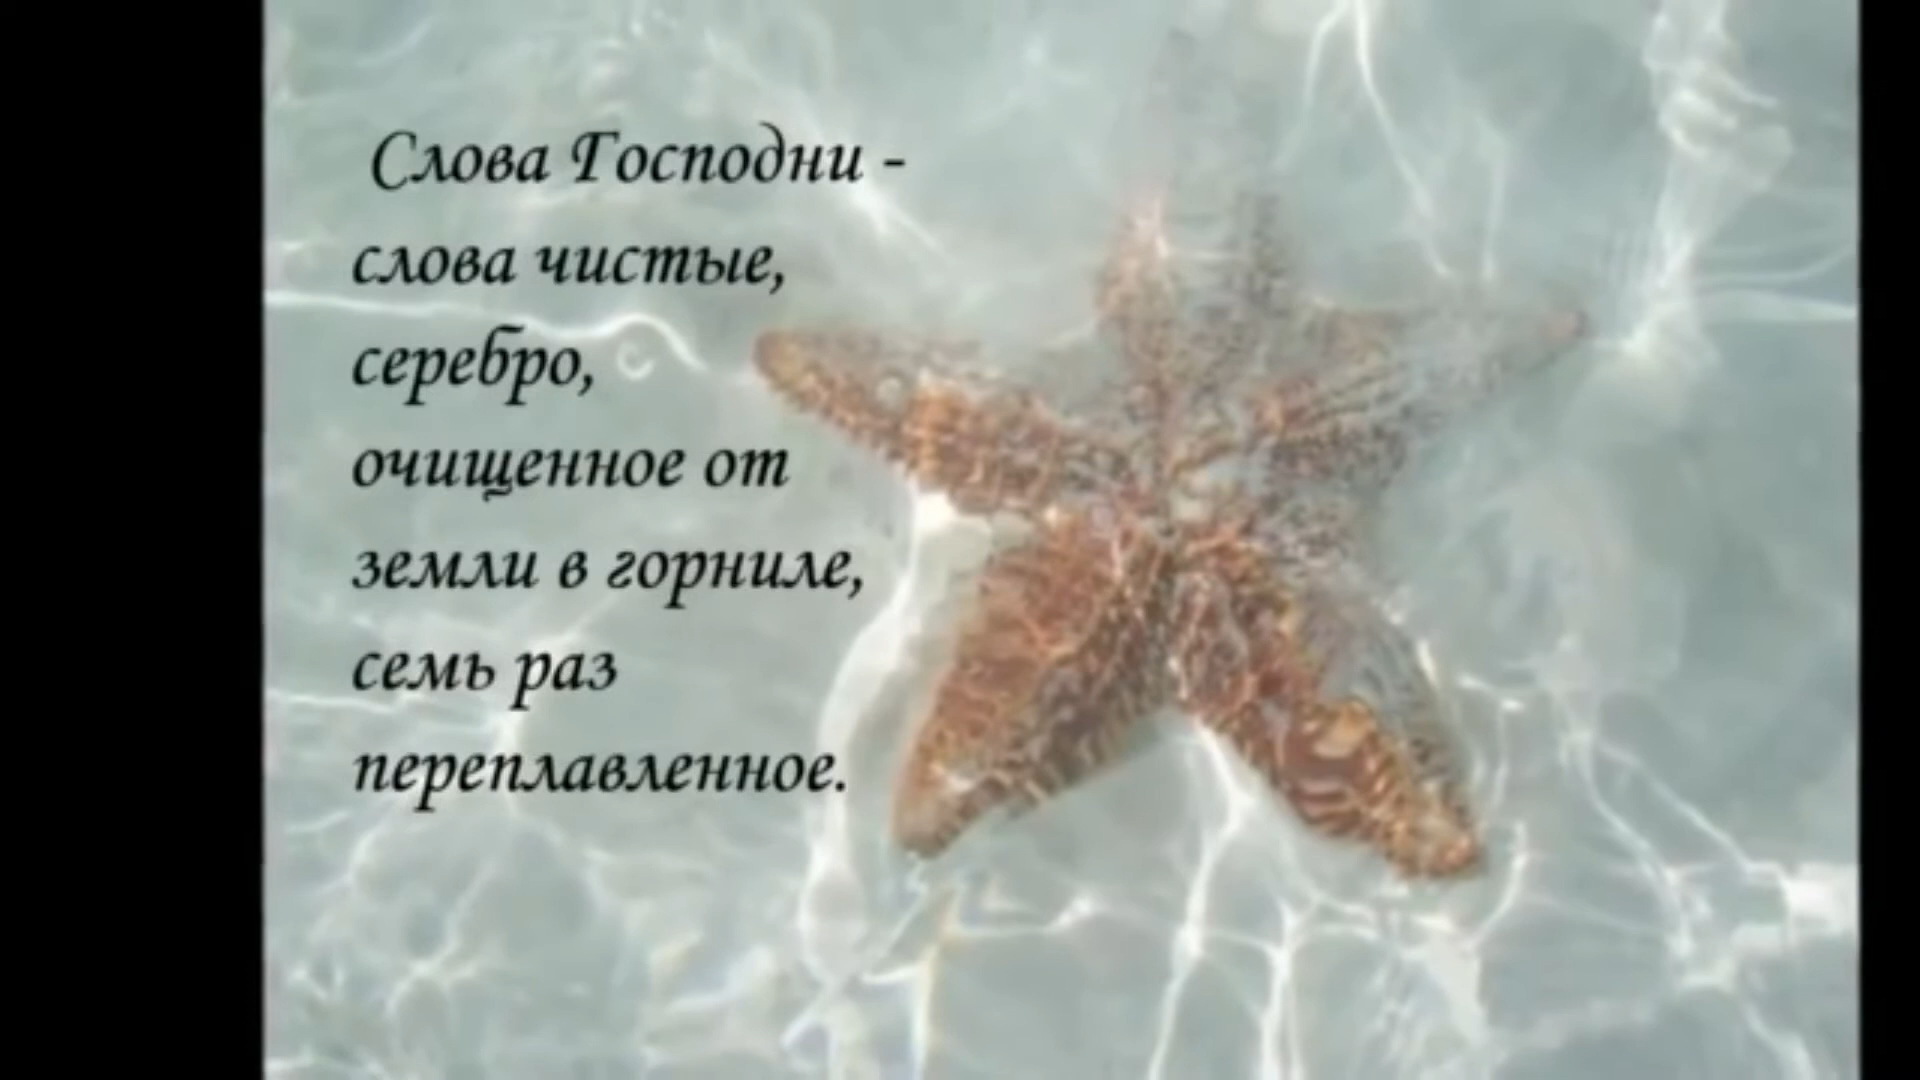 Слова Господни -
слова чистые,
серебро,
очищенное от
земли в горниле,
семь раз
переплавленное.